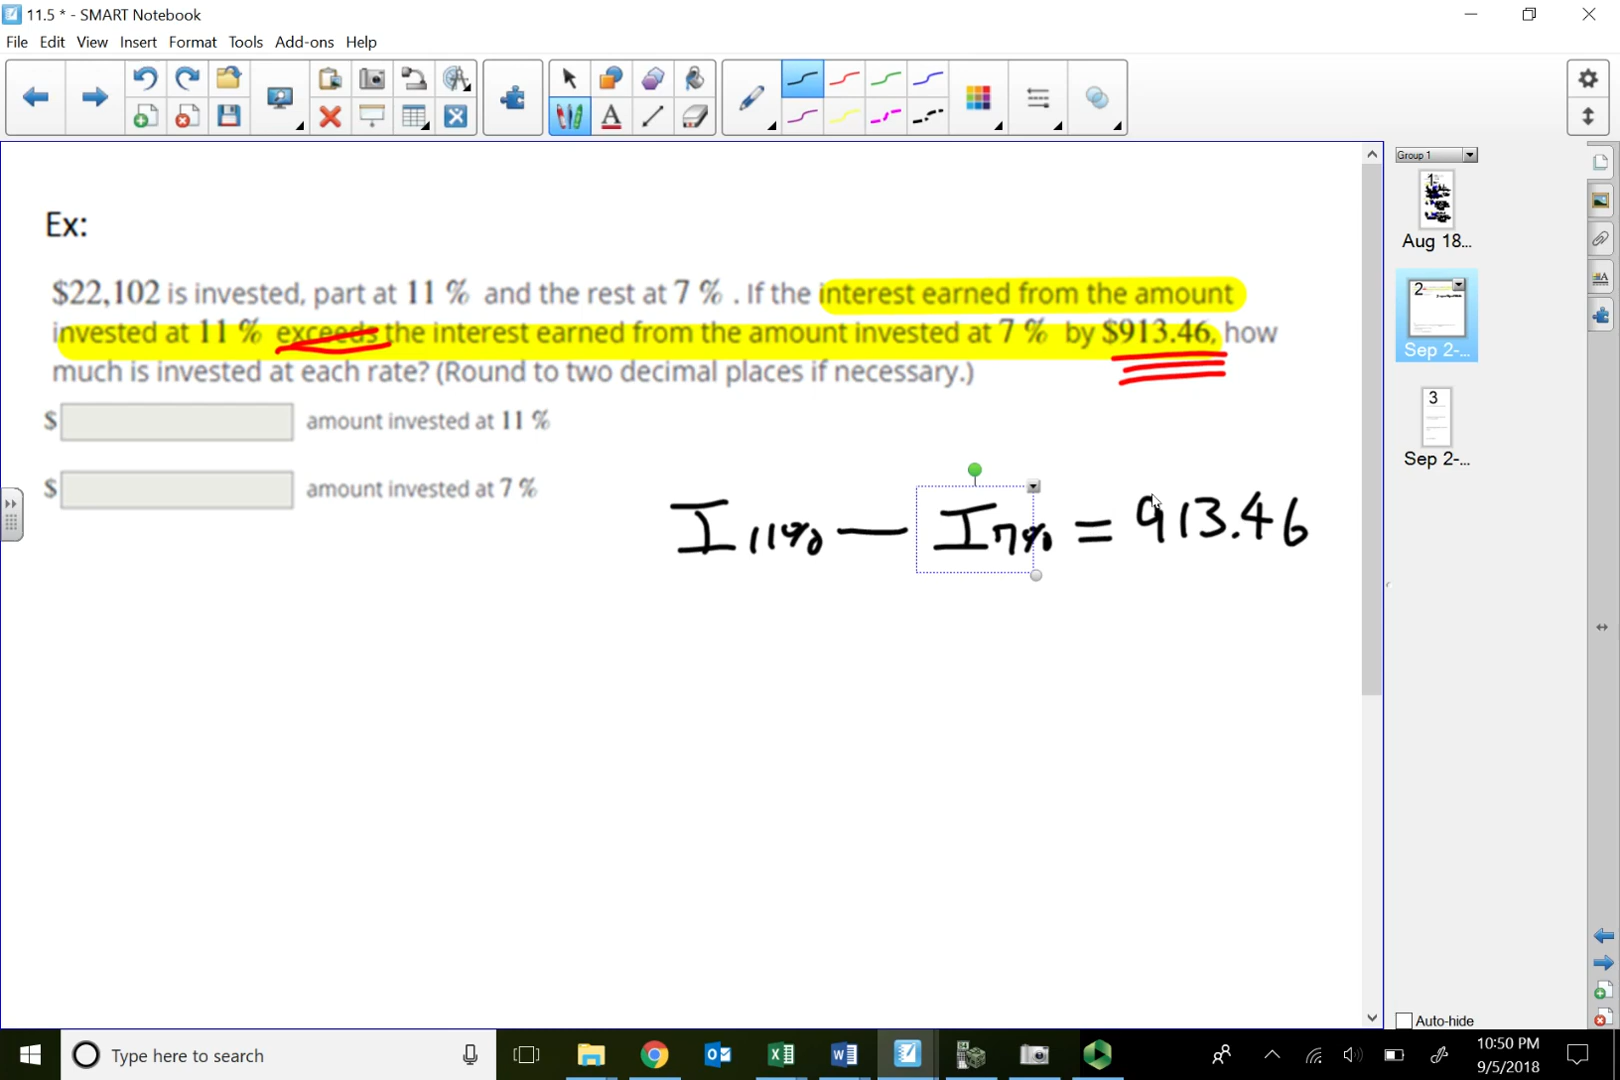 11.5 * - SMART Notebook
File Edit View Insert Format Tools Add-ons Help
Group 1
Ex:
$22,102 is invested, part at 11 % and the rest at 7 % . If the interest earned from the amount
invested at 11 % exceeds the interest earned from the amount invested at 7 % by $913.46, how
much is invested at each rate? (Round to two decimal places if necessary.)
$ amount invested at 11 %
$ amount invested at 7 %
I 11% — I 7% = 913.46
1
Aug 18...
2
Sep 2-...
3
Sep 2-...
Auto-hide
Type here to search
10:50 PM
9/5/2018